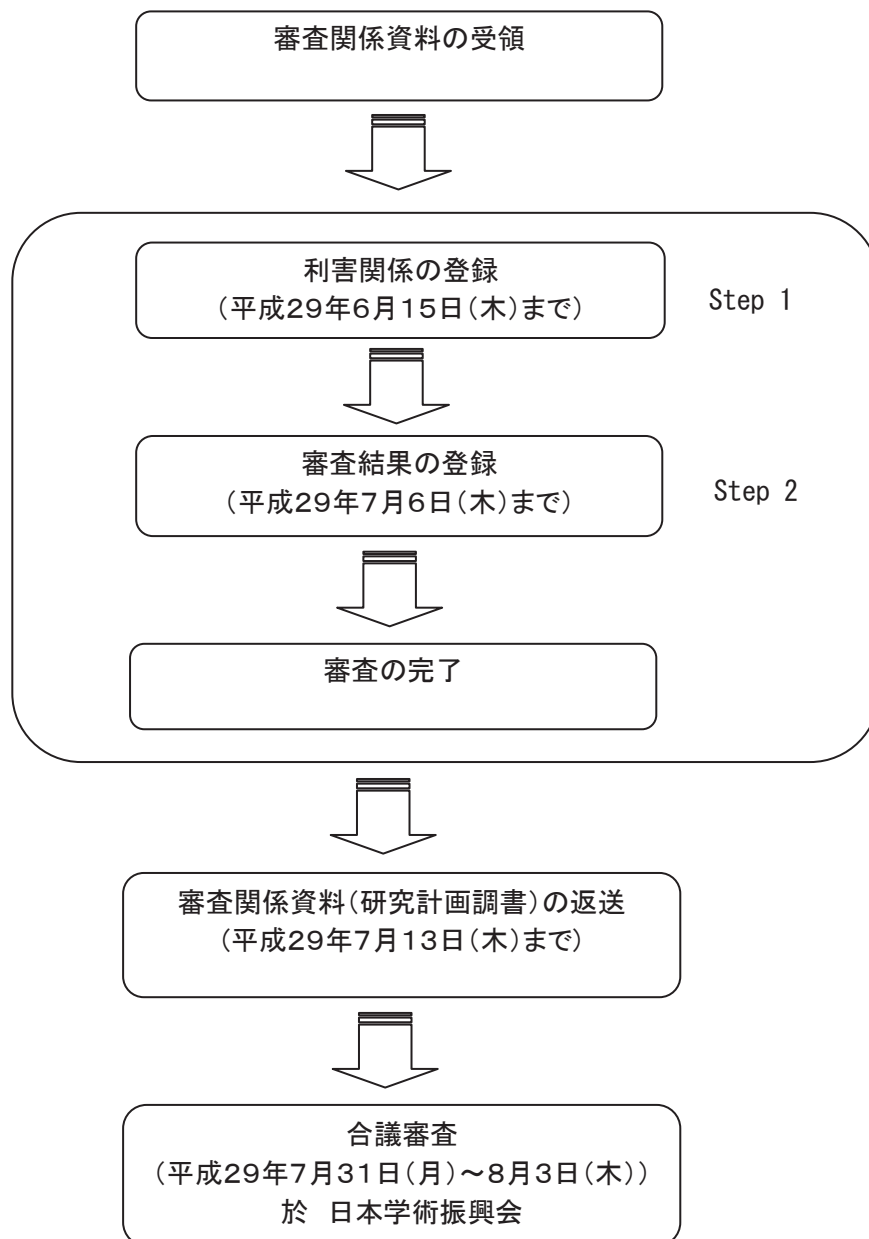 審査関係資料の受領
利害関係の登録
(平成29年6月15日(木)まで)
Step 1
審査結果の登録
(平成29年7月6日(木)まで)
Step 2
審査の完了
審査関係資料(研究計画調書)の返送
(平成29年7月13日(木)まで)
合議審査
(平成29年7月31日(月)～8月3日(木))
於　日本学術振興会